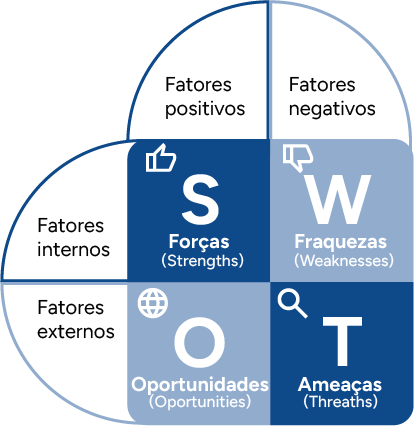 Fatores
positivos
Fatores
negativos
Fatores
internos
S
Forças
(Strengths)
W
Fraquezas
(Weaknesses)
Fatores
externos
O
Oportunidades
(Oportunities)
T
Ameaças
(Threaths)